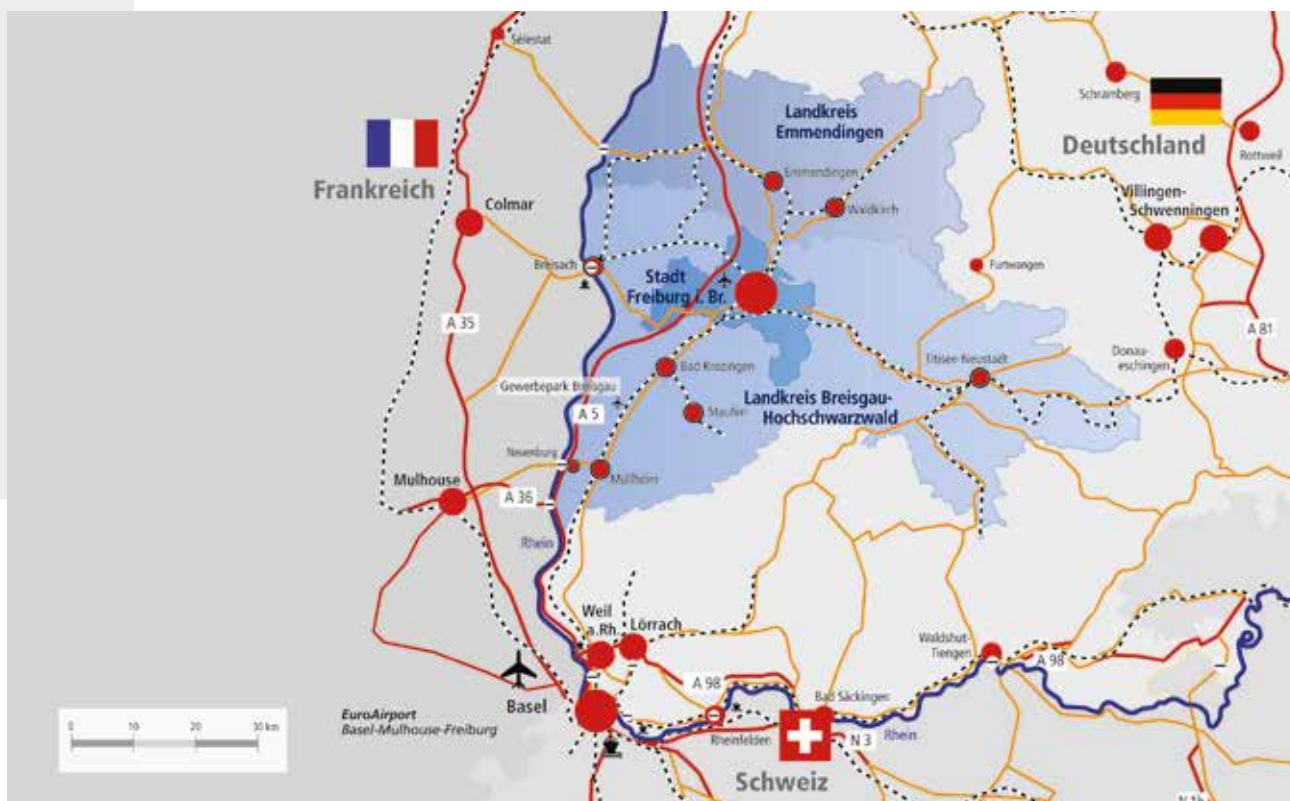 Sélestat
Landkreis
Emmendingen
Schramberg
Deutschland
Rottweil
Frankreich
Emmendingen
Colmar
Waldkirch
Villingen-
Schwenningen
Breisach
Stadt
Freiburg i. Br.
Furtwangen
A 35
A 81
Titisee-Neustadt
Donau-
eschingen
Bad Krozingen
Gewerbepark Breisgau
Landkreis Breisgau-
Hochschwarzwald
A 5
Staufen
Neuenburg
Müllheim
Mulhouse
A 36
Rhein
Weil
a.Rh.
Lörrach
Waldshut-
Tiengen
A 98
A 98
Basel
Bad Säckingen
EuroAirport
Basel-Mulhouse-Freiburg
0 10 20 30 km
Rheinfelden
N 3
Rhein
Schweiz